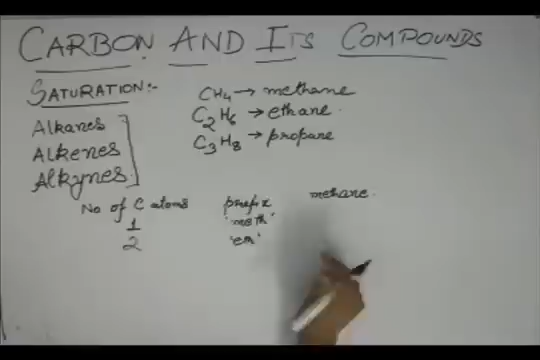 CARBON AND ITS COMPOUNDS
SATURATION:-
Alkanes
Alkenes
Alkynes
CH4 → methane
C2H6 → ethane
C3H8 → propane
No of C atoms prefix methane
1 'meth'
2